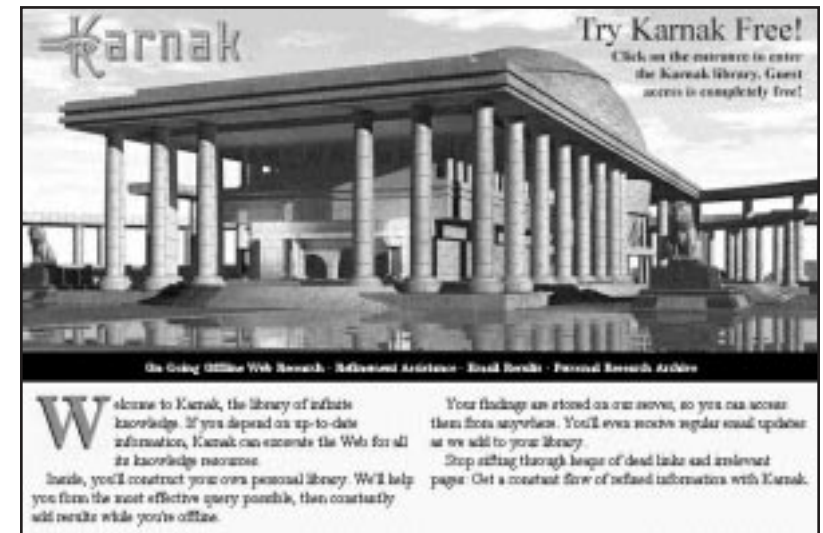 Karnak
Try Karnak Free!
Click on the entrance to enter
the Karnak library. Guest
access is completely free!
On-Going Offline Web Research · Refinement Assistance · Email Results · Personal Research Archive
Welcome to Karnak, the library of infinite
knowledge. If you depend on up-to-date
information, Karnak can excavate the Web for all
its knowledge resources.
Inside, you'll construct your own personal library. We'll help
you form the most effective query possible, then constantly
add results while you're offline.
Your findings are stored on our server, so you can access
them from anywhere. You'll even receive regular email updates
as we add to your library.
Stop sifting through heaps of dead links and irrelevant
pages. Get a constant flow of refined information with Karnak.